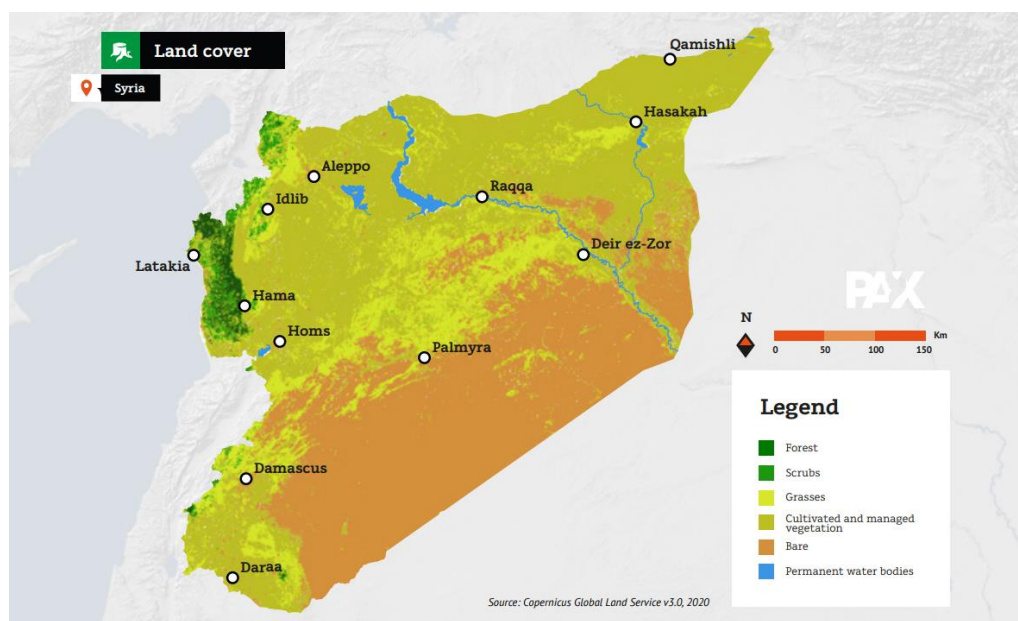 Land cover
Syria
Qamishli
Hasakah
Aleppo
Raqqa
Idlib
Deir ez-Zor
Latakia
Hama
Homs
Palmyra
Damascus
Daraa
PAX
N
Km
0 50 100 150
Legend
Forest
Scrubs
Grasses
Cultivated and managed
vegetation
Bare
Permanent water bodies
Source: Copernicus Global Land Service v3.0, 2020